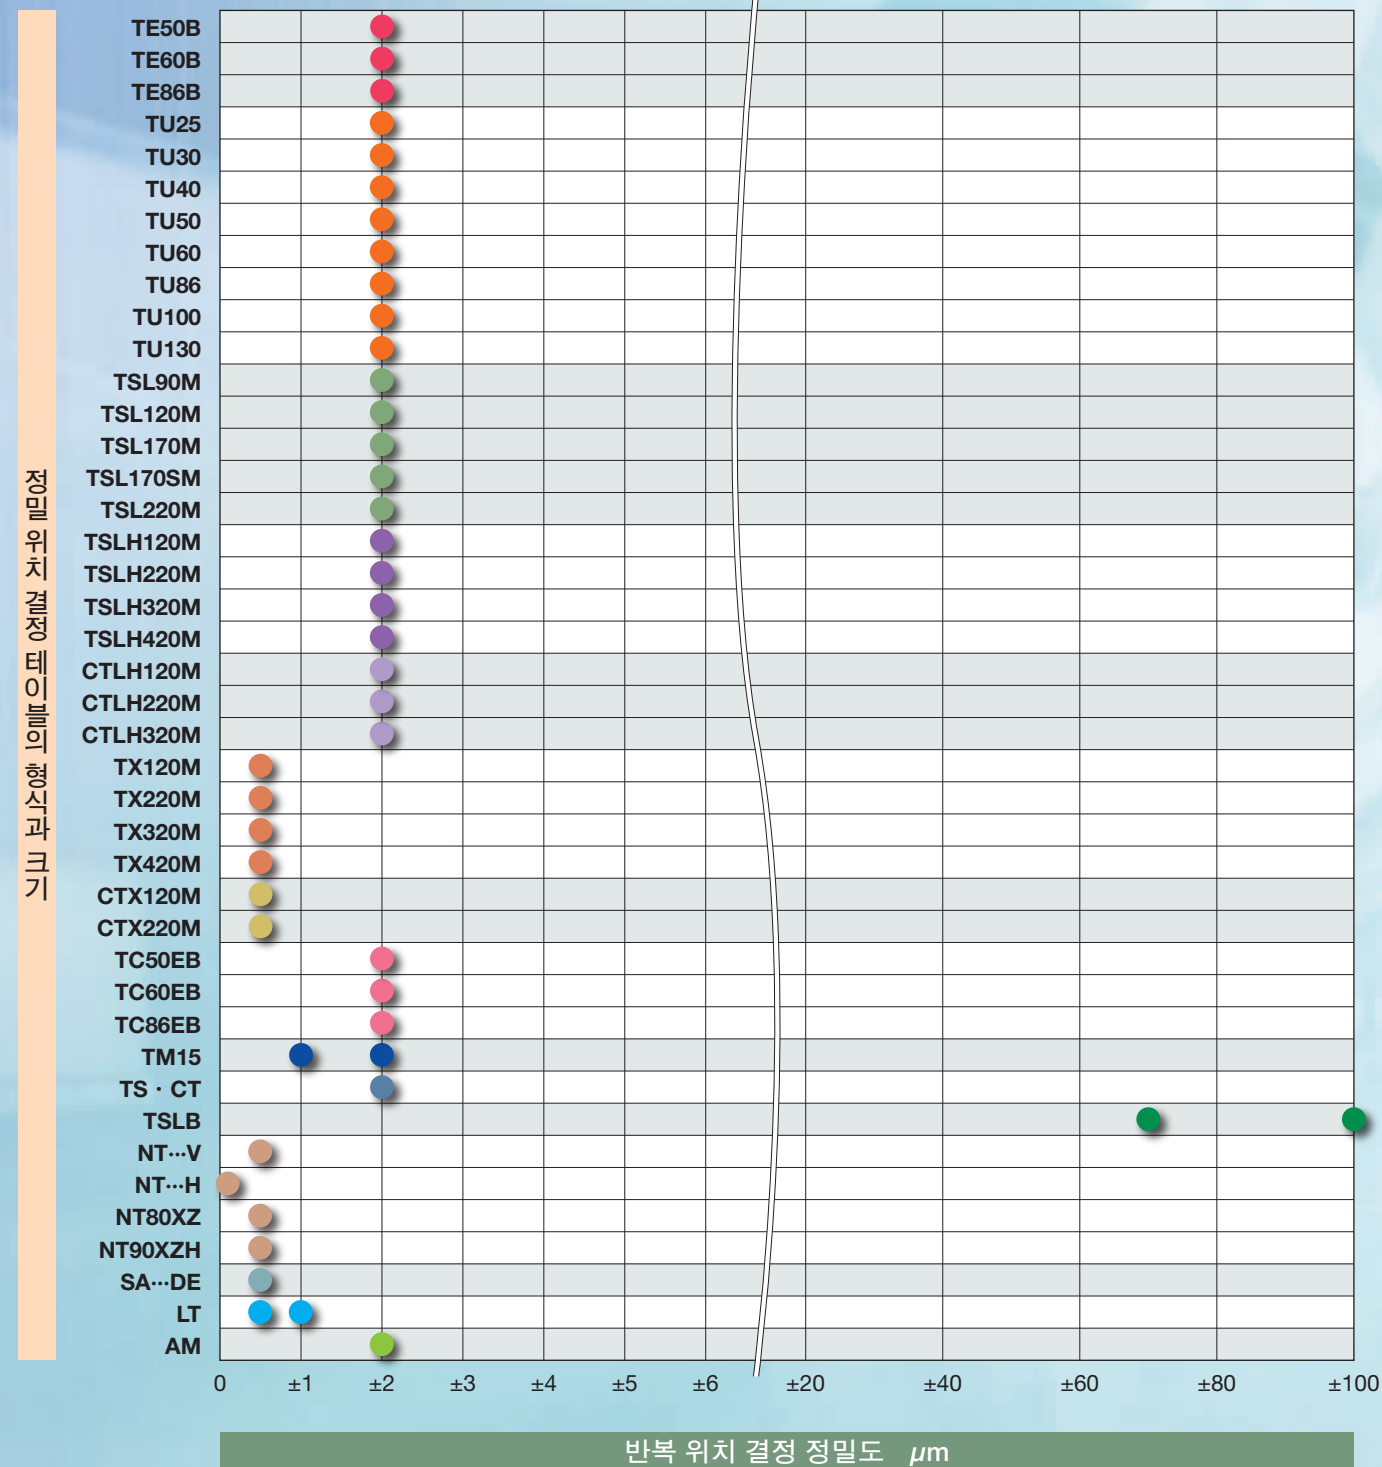 정밀 위치 결정 테이블의 형식과 크기
TE50B
TE60B
TE86B
TU25
TU30
TU40
TU50
TU60
TU86
TU100
TU130
TSL90M
TSL120M
TSL170M
TSL170SM
TSL220M
TSLH120M
TSLH220M
TSLH320M
TSLH420M
CTLH120M
CTLH220M
CTLH320M
TX120M
TX220M
TX320M
TX420M
CTX120M
CTX220M
TC50EB
TC60EB
TC86EB
TM15
TS · CT
TSLB
NT···V
NT···H
NT80XZ
NT90XZH
SA···DE
LT
AM
0 ±1 ±2 ±3 ±4 ±5 ±6 ±20 ±40 ±60 ±80 ±100
반복 위치 결정 정밀도 μm